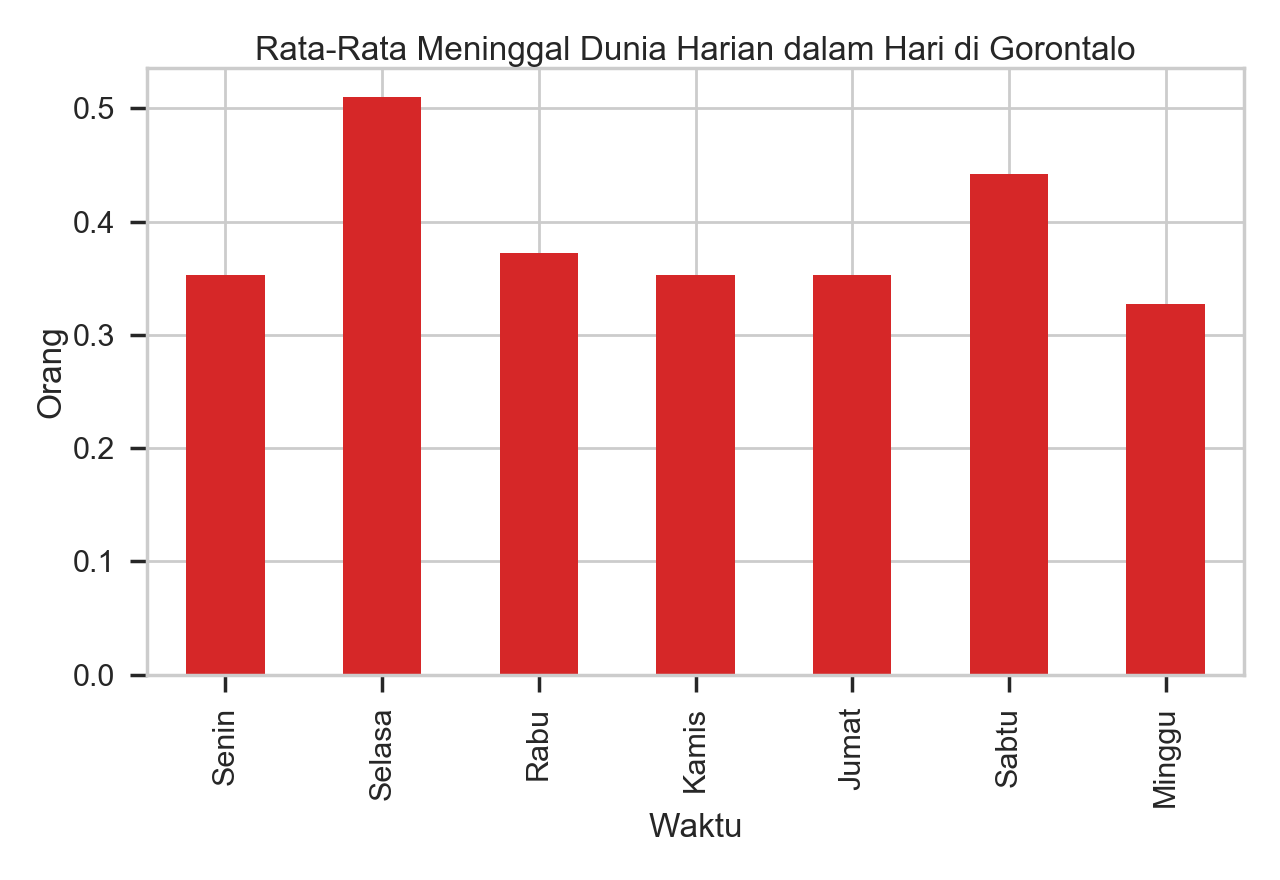 Rata-Rata Meninggal Dunia Harian dalam Hari di Gorontalo
0.5
0.4
0.3
0.2
0.1
0.0
Orang
Senin
Selasa
Rabu
Kamis
Jumat
Sabtu
Minggu
Waktu